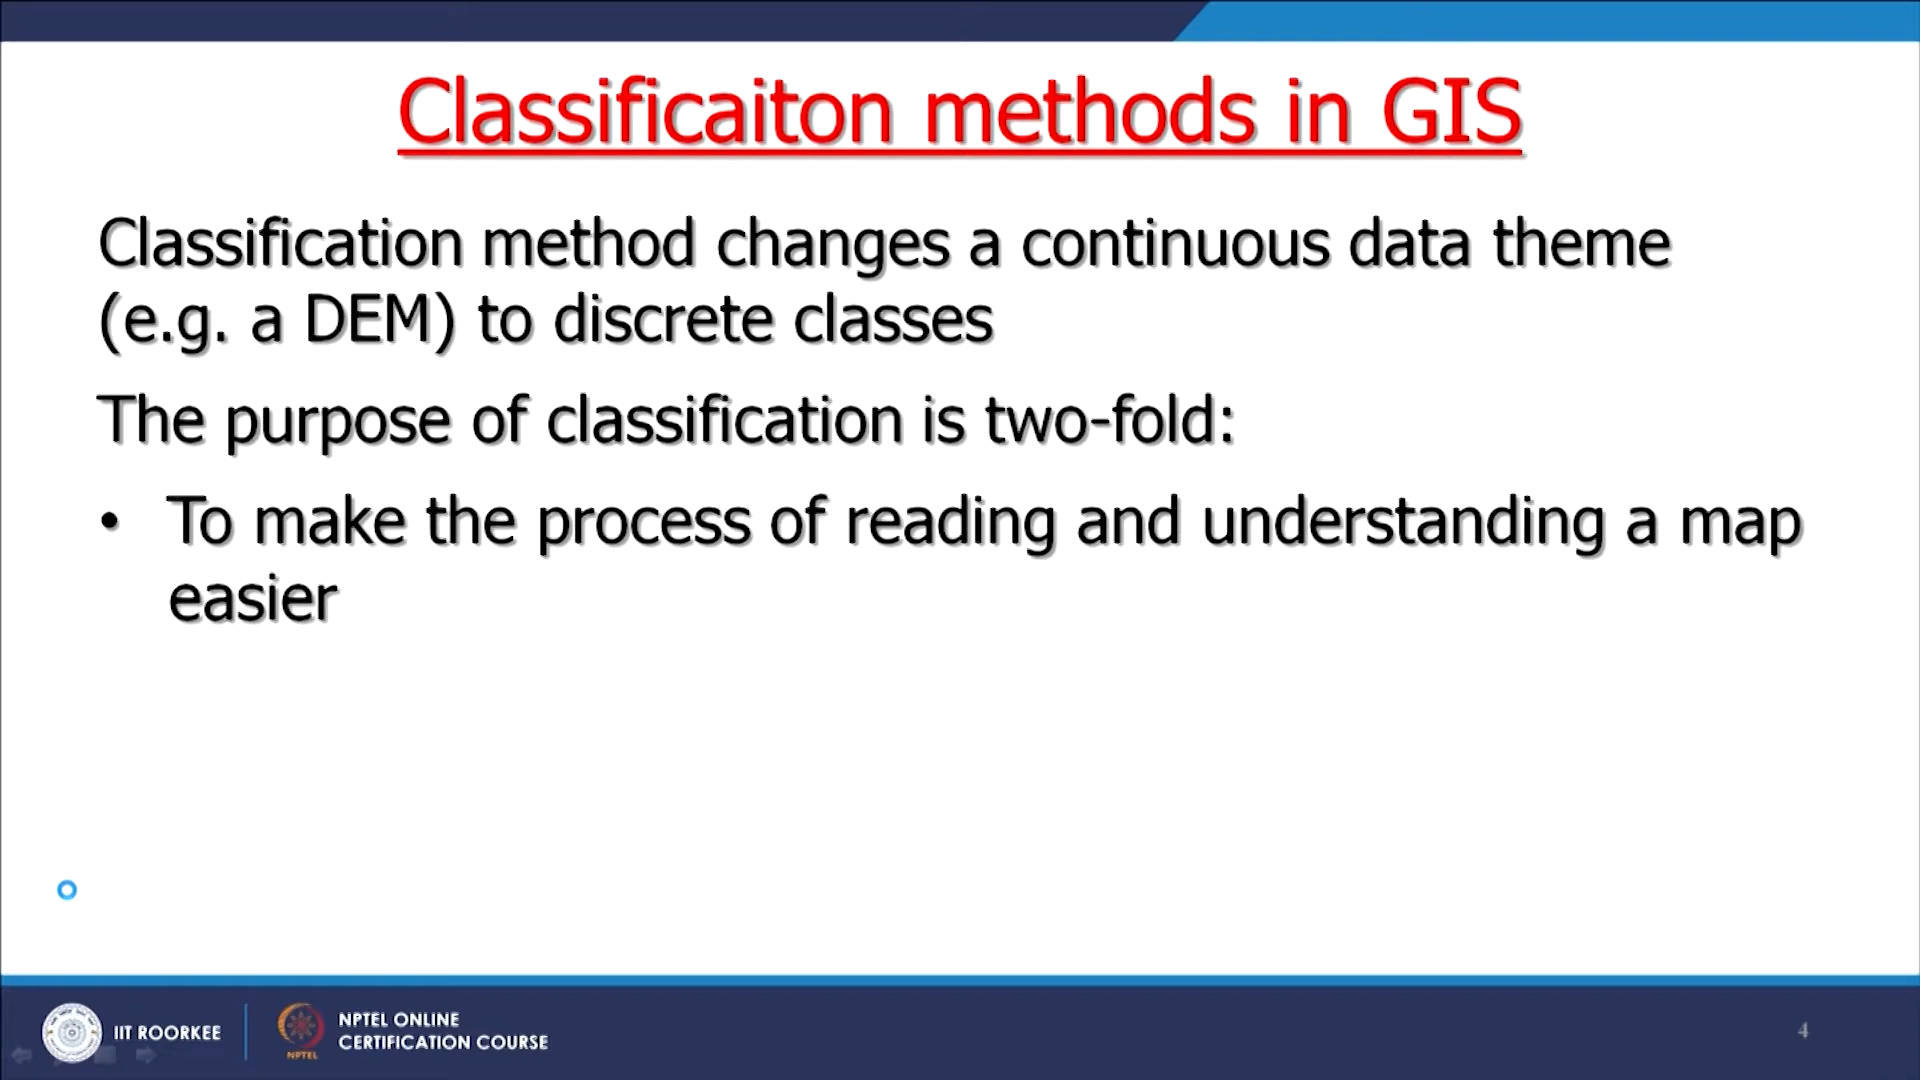 Classificaiton methods in GIS
Classification method changes a continuous data theme
(e.g. a DEM) to discrete classes
The purpose of classification is two-fold:
• To make the process of reading and understanding a map
easier
IIT ROORKEE
NPTEL
NPTEL ONLINE
CERTIFICATION COURSE
4